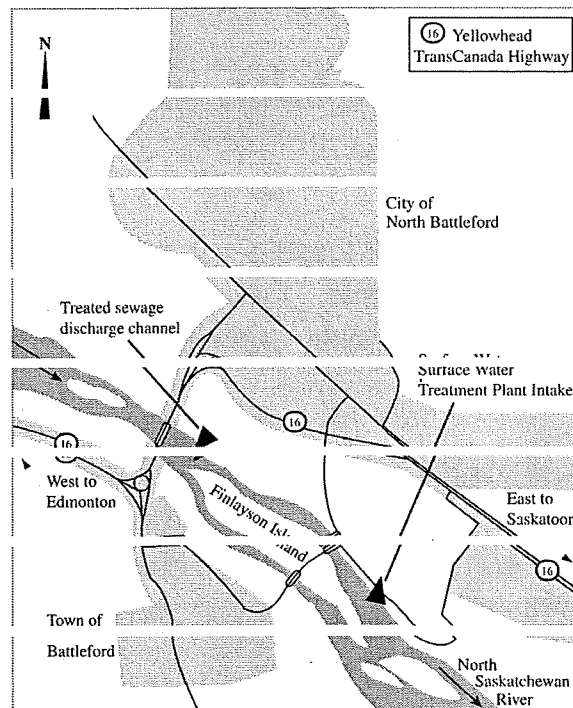 N
16 Yellowhead
TransCanada Highway
City of
North Battleford
Treated sewage
discharge channel
Surface Water
Treatment Plant Intake
16
16
West to
Edmonton
Finlayson
East to
Saskatoon
16
Town of
Battleford
North
Saskatchewan
River